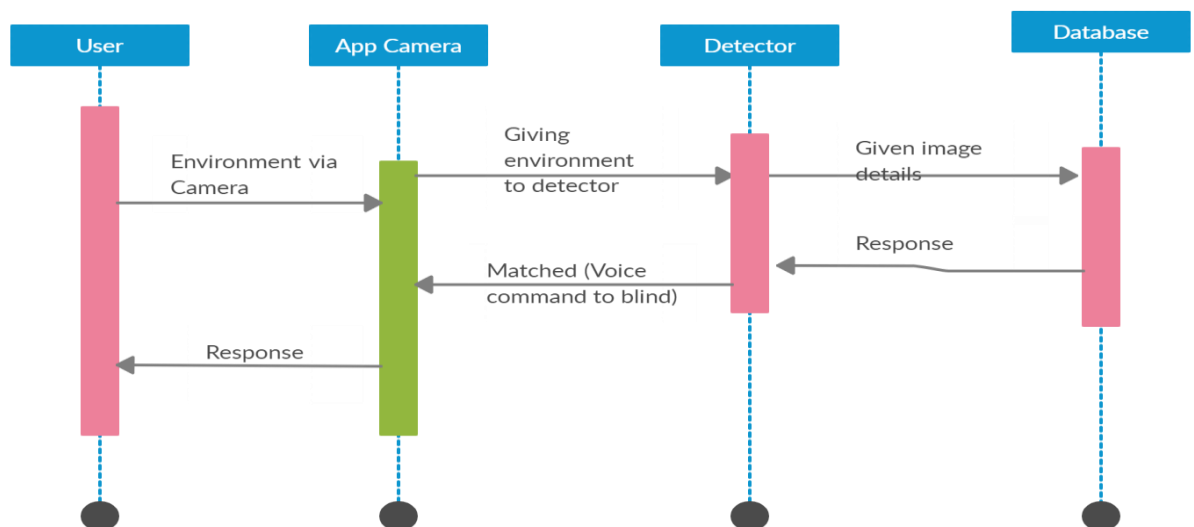 User
App Camera
Detector
Database
Environment via
Camera
Giving
environment
to detector
Given image
details
Response
Matched (Voice
command to blind)
Response